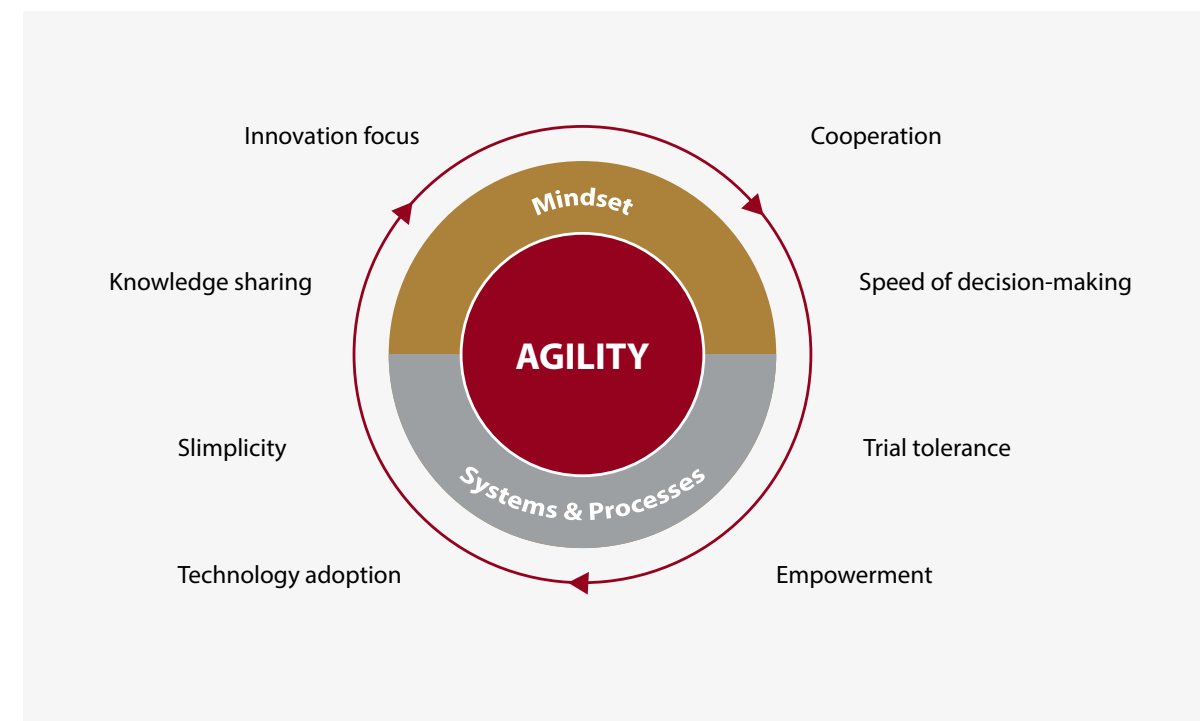 Innovation focus
Cooperation
Mindset
Knowledge sharing
Speed of decision-making
AGILITY
Slimplicity
Trial tolerance
Systems & Processes
Technology adoption
Empowerment